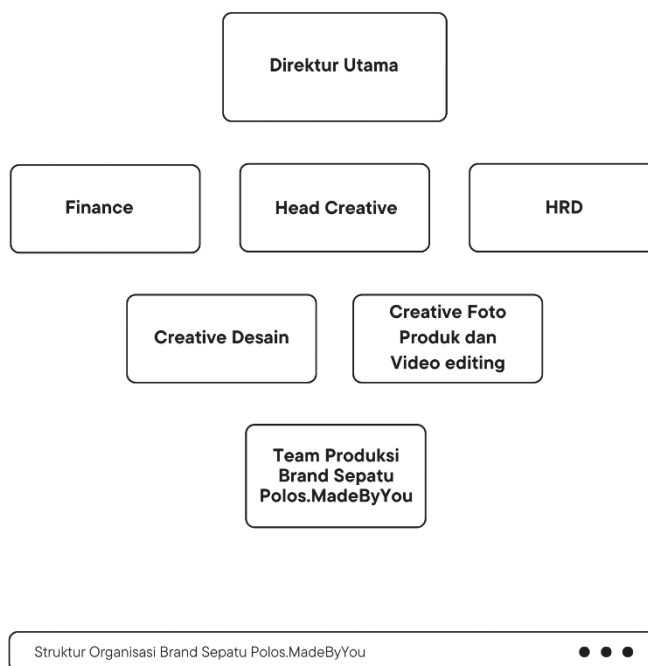 Direktur Utama
Finance
Head Creative
HRD
Creative Desain
Creative Foto
Produk dan
Video editing
Team Produksi
Brand Sepatu
Polos.MadeByYou
Struktur Organisasi Brand Sepatu Polos.MadeByYou